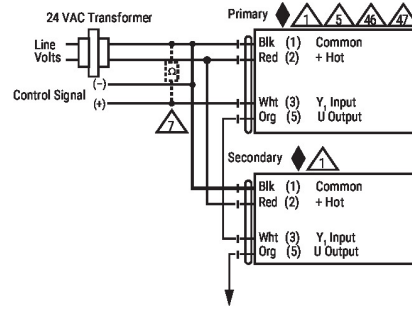 24 VAC Transformer
Primary
1 5 46 47
Line Volts
Blk (1) Common
Red (2) + Hot
Ω
(–)
Control Signal
(+)
Wht (3) Y, Input
Org (5) U Output
7
Secondary
1
Blk (1) Common
Red (2) + Hot
Wht (3) Y, Input
Org (5) U Output